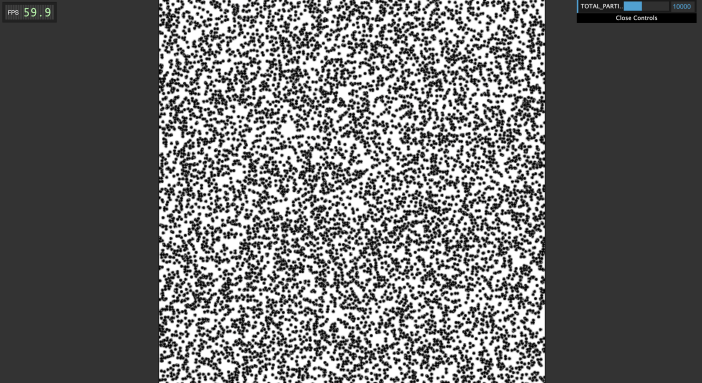 FPS 59.9
TOTAL_PARTI... 10000
Close Controls